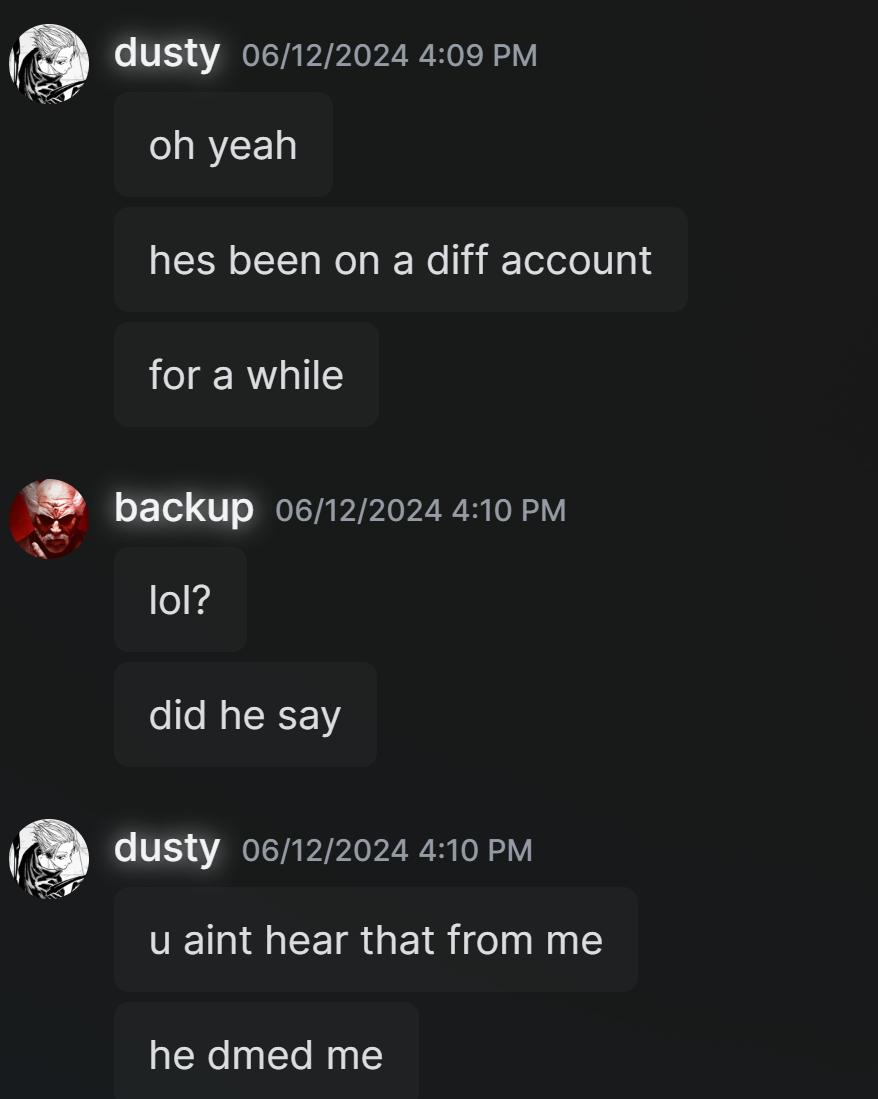 dusty 06/12/2024 4:09 PM
oh yeah
hes been on a diff account
for a while
backup 06/12/2024 4:10 PM
lol?
did he say
dusty 06/12/2024 4:10 PM
u aint hear that from me
he dmed me